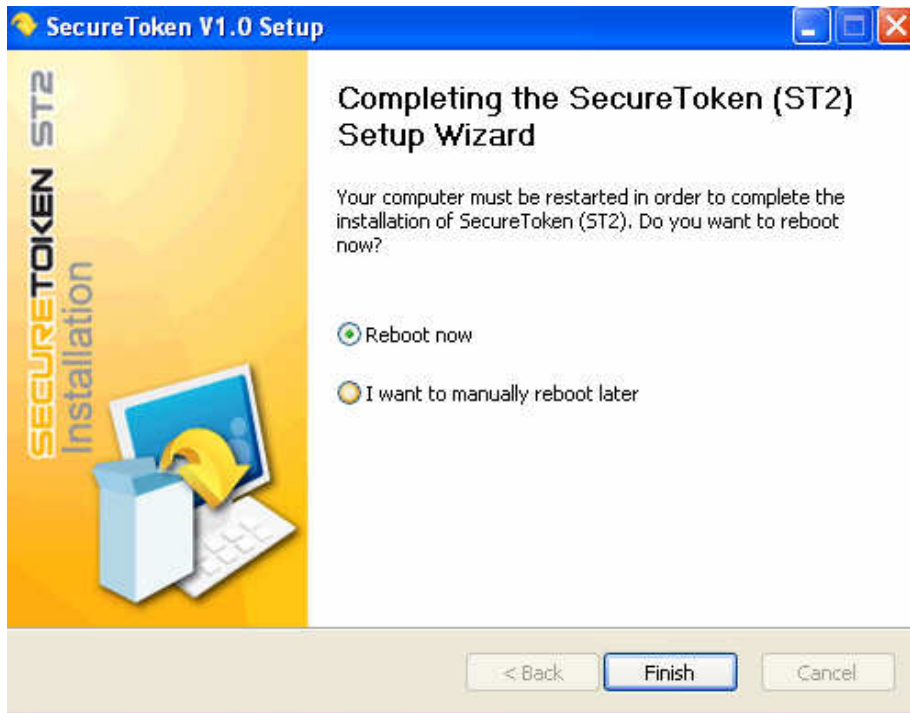 SecureToken V1.0 Setup
SECURETOKEN ST2
Installation
Completing the SecureToken (ST2)
Setup Wizard
Your computer must be restarted in order to complete the
installation of SecureToken (ST2). Do you want to reboot
now?
Reboot now
I want to manually reboot later
< Back
Finish
Cancel